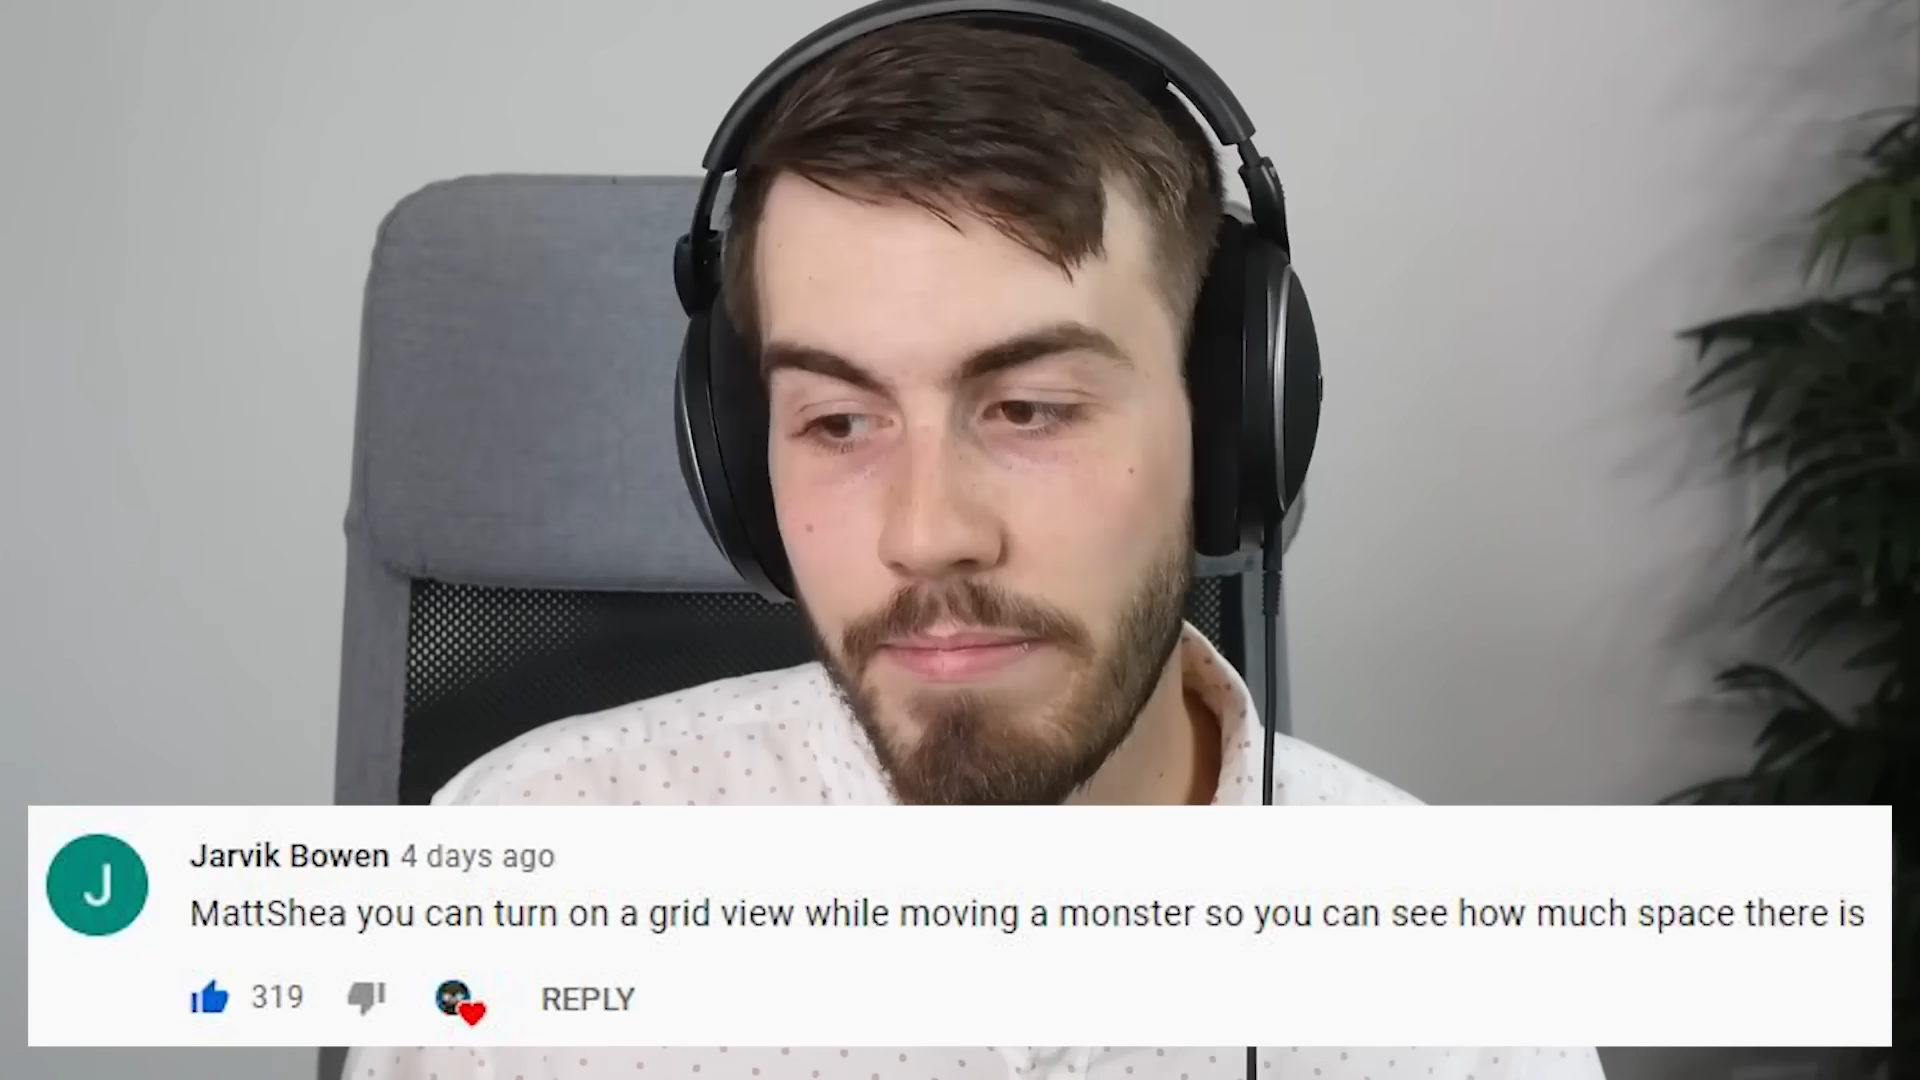 J
Jarvik Bowen 4 days ago
MattShea you can turn on a grid view while moving a monster so you can see how much space there is
319 REPLY